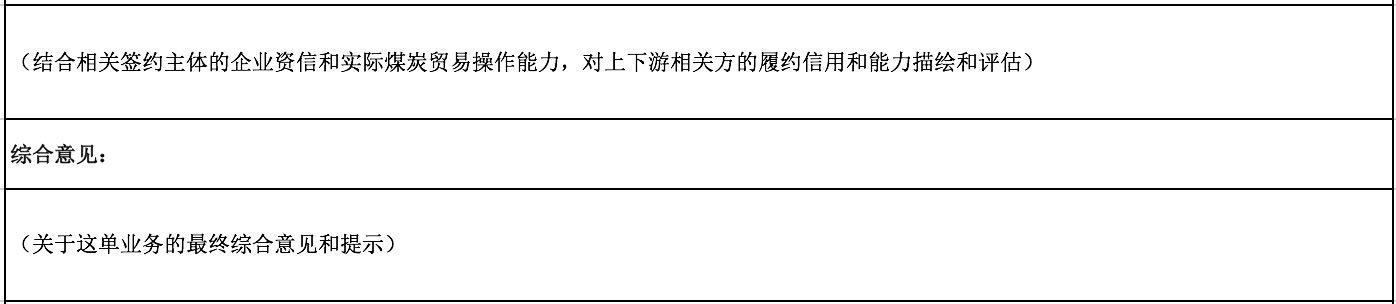 （结合相关签约主体的企业资信和实际煤炭贸易操作能力，对上下游相关方的履约信用和能力描绘和评估）
综合意见：
（关于这单业务的最终综合意见和提示）